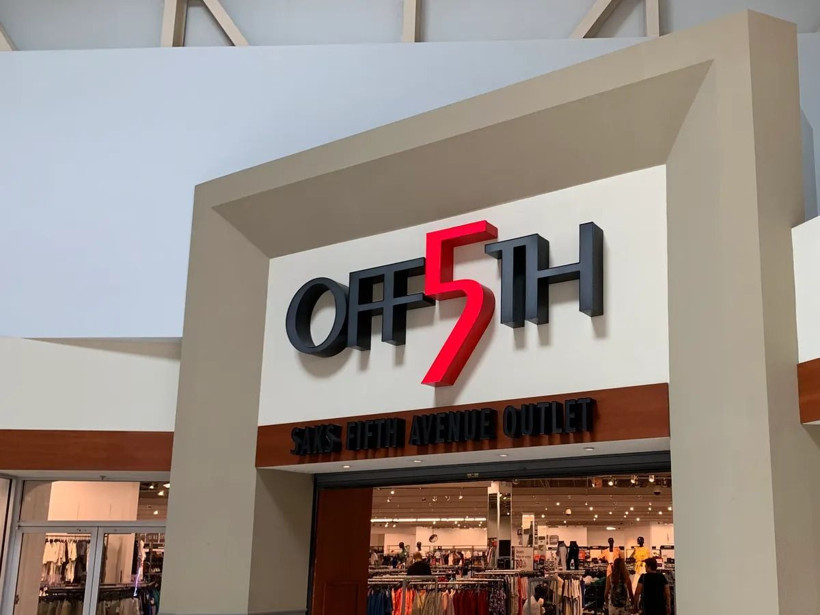 OFF5TH
SAKS FIFTH AVENUE OUTLET